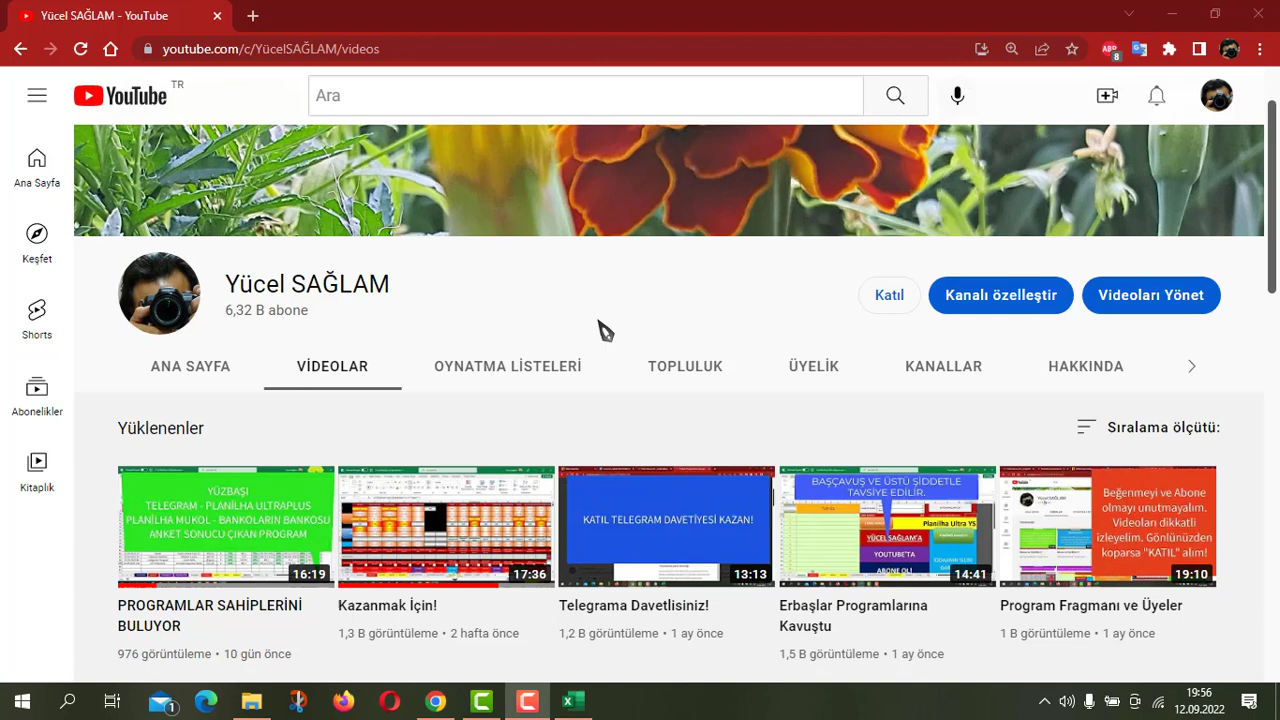 Yücel SAĞLAM - YouTube
youtube.com/c/YücelSAĞLAM/videos
ABP
8
YouTube
TR
Ara
Ana Sayfa
Keşfet
Shorts
Abonelikler
Kitaplık
Yücel SAĞLAM
6,32 B abone
Katıl
Kanalı özelleştir
Videoları Yönet
ANA SAYFA
VİDEOLAR
OYNATMA LİSTELERİ
TOPLULUK
ÜYELİK
KANALLAR
HAKKINDA
Yüklenenler
Sıralama ölçütü:
YÜZBAŞI
TELEGRAM - PLANİLHA ULTRAPLUS
PLANİLHA MUKOL - BANKOLARIN BANKOSU
ANKET SONUCU ÇIKAN PROGRAM
16:19
PROGRAMLAR SAHİPLERİNİ
BULUYOR
976 görüntüleme • 10 gün önce
17:36
Kazanmak İçin!
1,3 B görüntüleme • 2 hafta önce
KATIL TELEGRAM DAVETİYESİ KAZAN!
13:13
Telegrama Davetlisiniz!
1,2 B görüntüleme • 1 ay önce
BAŞÇAVUŞ VE ÜSTÜ ŞİDDETLE
TAVSİYE EDİLİR.
Planilha Ultra YS
YÜCEL SAĞLAM'A
YOUTUBE'TA
ABONE OL!
14:41
Erbaşlar Programlarına
Kavuştu
1,5 B görüntüleme • 1 ay önce
Beğenmeyi ve Abone
olmayı unutmayalım.
Videoları dikkatli
izleyelim. Gönlünüzden
koparsa "KATIL" alım!
19:10
Program Fragmanı ve Üyeler
1 B görüntüleme • 1 ay önce
1
19:56
12.09.2022